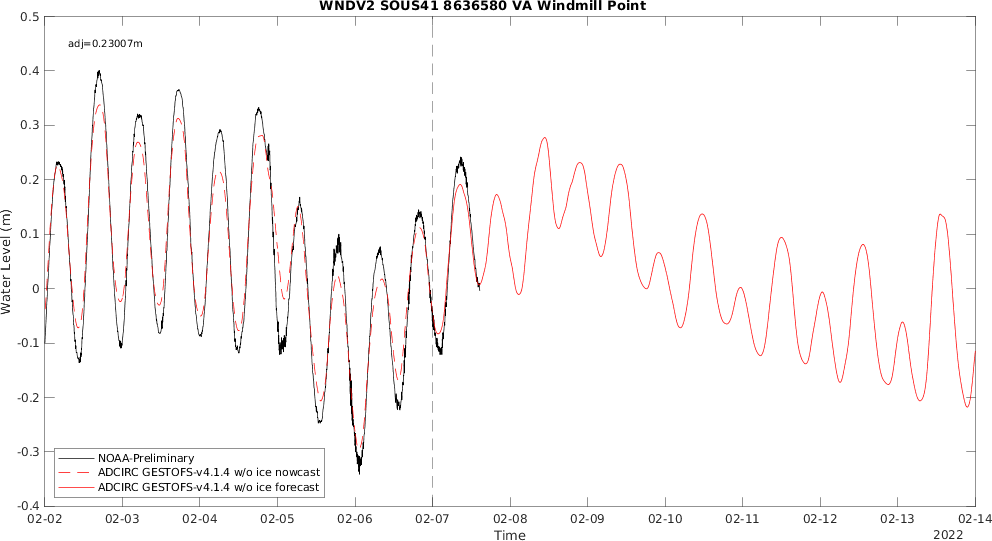 WNDV2 SOUS41 8636580 VA Windmill Point
adj=0.23007m
Water Level (m)
0.5
0.4
0.3
0.2
0.1
0
-0.1
-0.2
-0.3
-0.4
NOAA-Preliminary
ADCIRC GESTOFS-v4.1.4 w/o ice nowcast
ADCIRC GESTOFS-v4.1.4 w/o ice forecast
02-02 02-03 02-04 02-05 02-06 02-07 02-08 02-09 02-10 02-11 02-12 02-13 02-14
Time
2022